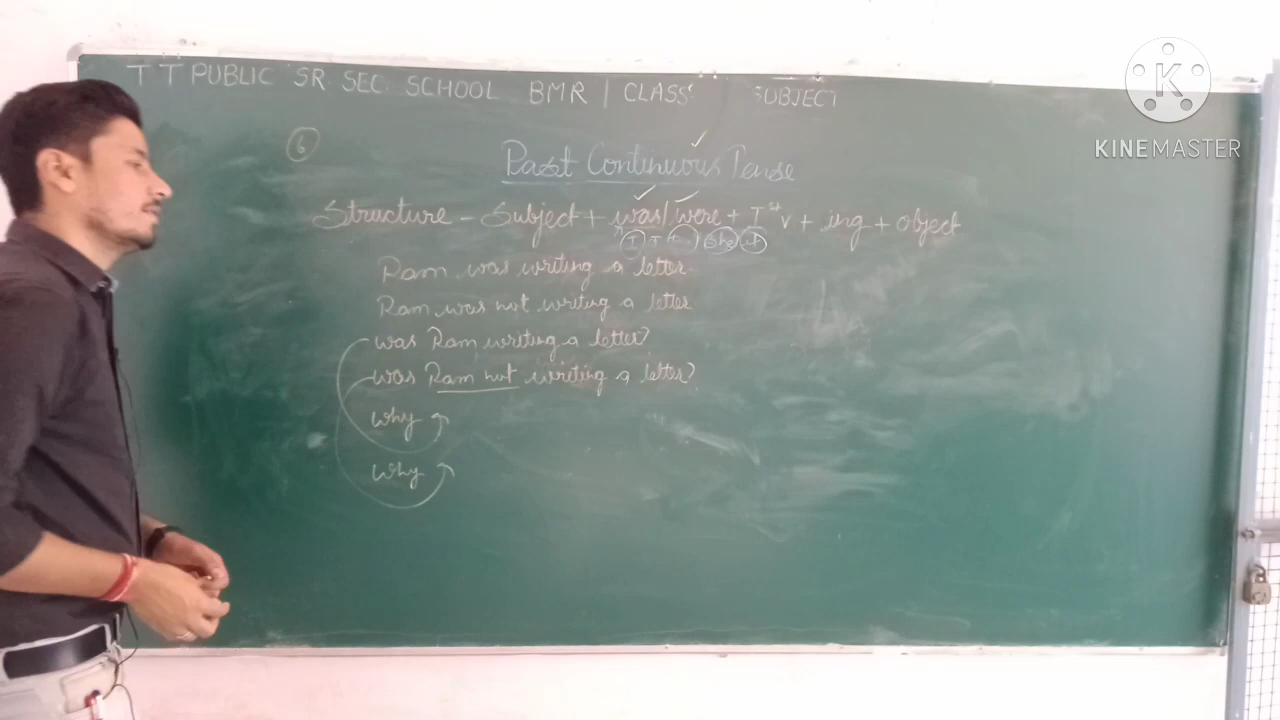 T T PUBLIC SR SEC. SCHOOL BMR | CLASS SUBJECT
K
KINEMASTER
6
Past Continuous Tense
Structure - Subject + was/were + Ist v + ing + object
I She it
Ram was writing a letter.
Ram was not writing a letter
was Ram writing a letter?
was Ram not writing a letter?
why
why